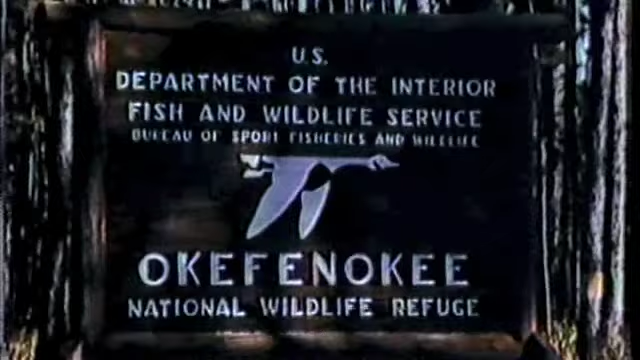 U.S.
DEPARTMENT OF THE INTERIOR
FISH AND WILDLIFE SERVICE
BUREAU OF SPORT FISHERIES AND WILDLIFE
OKEFENOKEE
NATIONAL WILDLIFE REFUGE